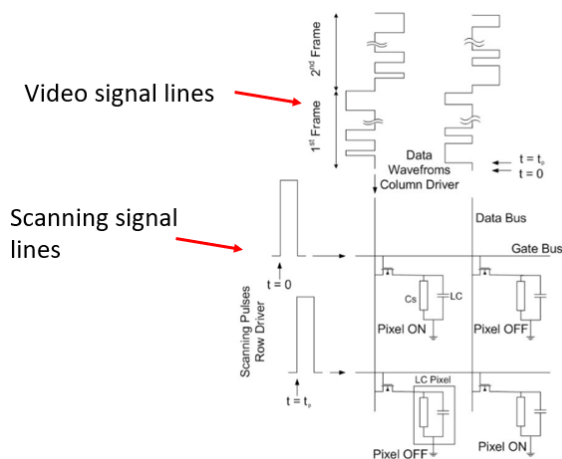 2nd Frame
1st Frame
Video signal lines
Data
Wavefroms
Column Driver
t = tp
t = 0
Scanning signal
lines
Data Bus
Gate Bus
t = 0
Cs
LC
Pixel ON
Pixel OFF
Scanning Pulses
Row Driver
t = tp
LC Pixel
Pixel OFF
Pixel ON